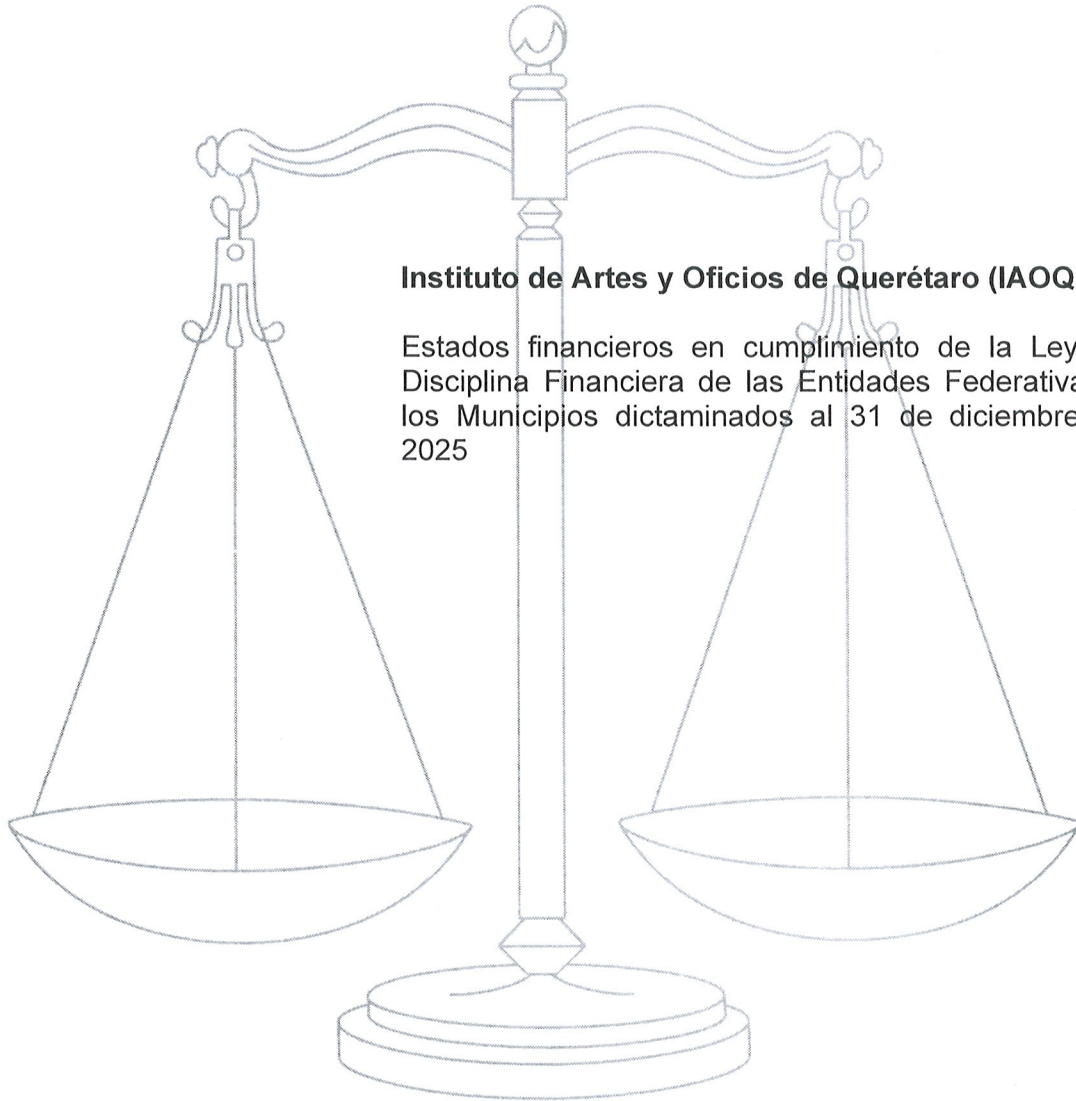 Instituto de Artes y Oficios de Querétaro (IAOQ
Estados financieros en cumplimiento de la Ley
Disciplina Financiera de las Entidades Federativa
los Municipios dictaminados al 31 de diciembre
2025